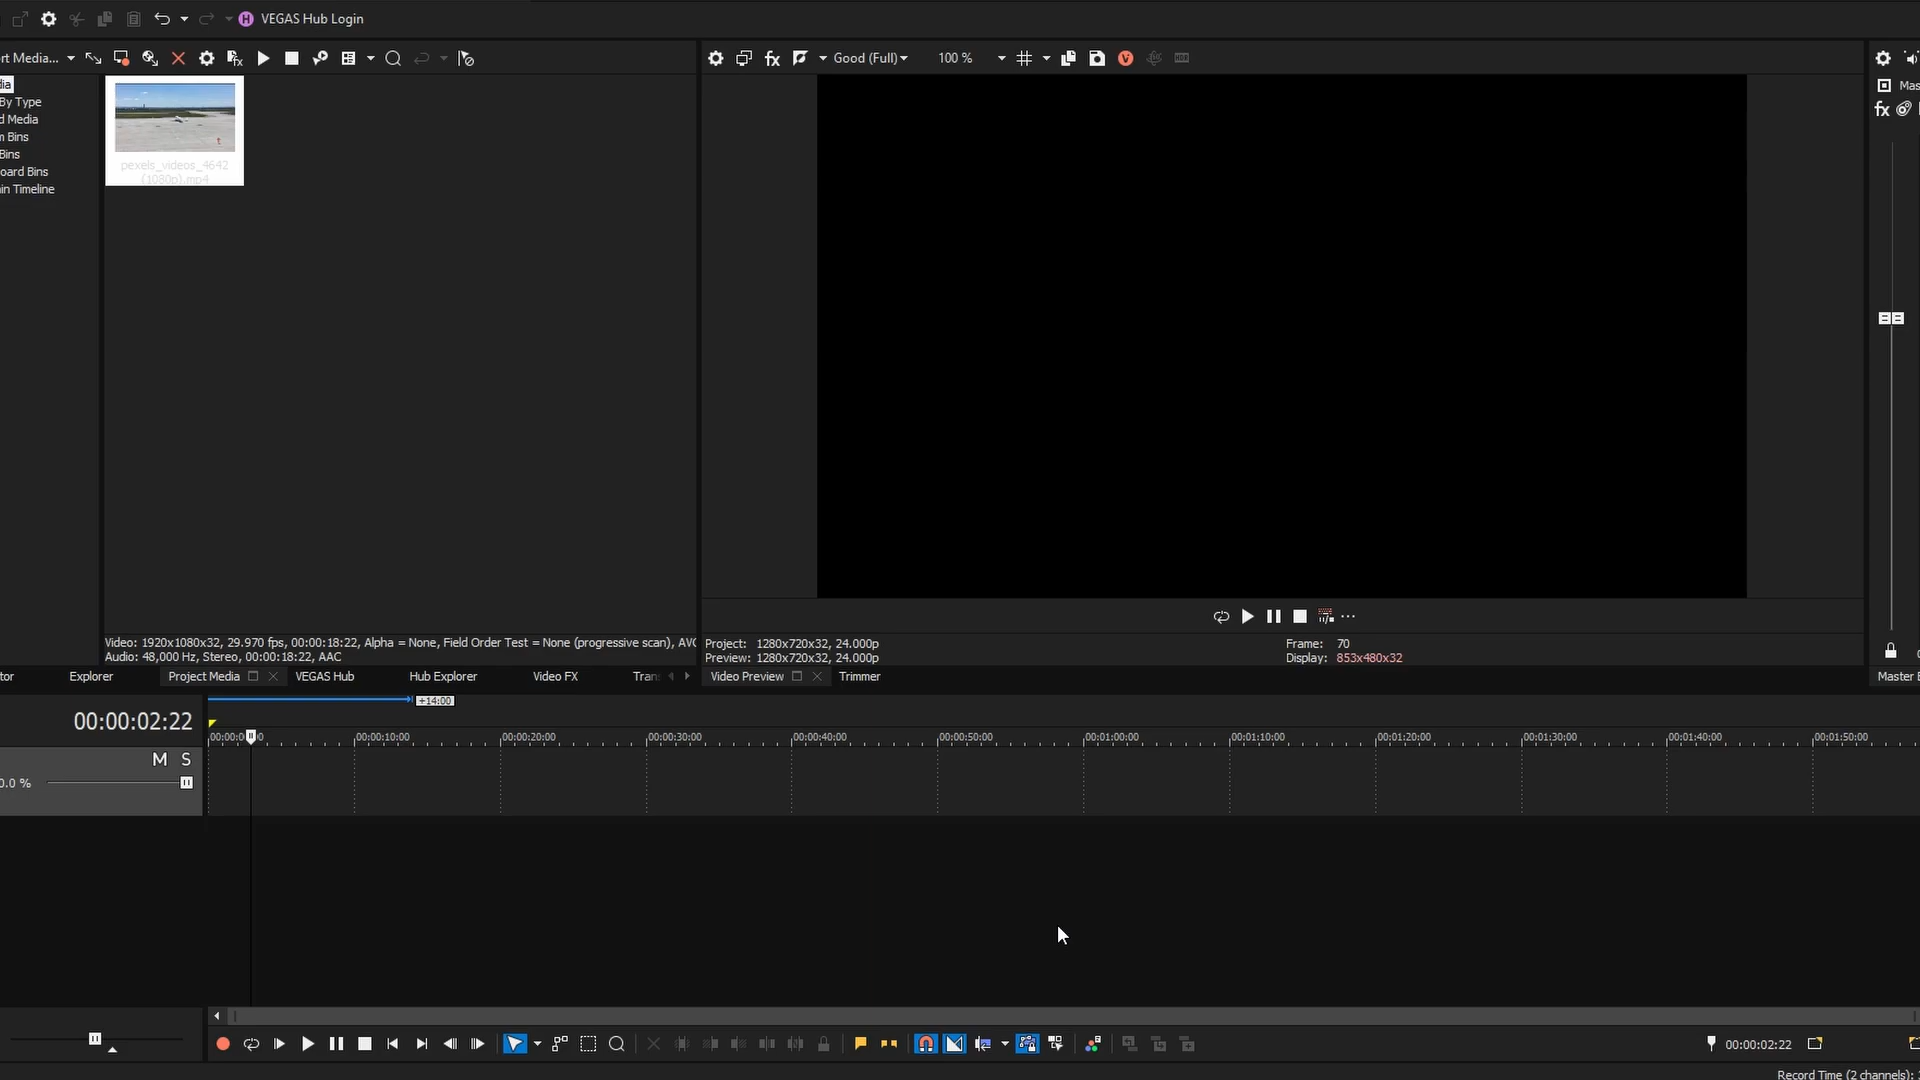 VEGAS Hub Login
rt Media...
Good (Full)
100 %
Mas
fx
dia
By Type
d Media
m Bins
Bins
oard Bins
in Timeline
pexels_videos_4642
(1080p).mp4
Video: 1920x1080x32, 29.970 fps, 00:00:18:22, Alpha = None, Field Order Test = None (progressive scan), AVC
Audio: 48,000 Hz, Stereo, 00:00:18:22, AAC
Project: 1280x720x32, 24.000p
Preview: 1280x720x32, 24.000p
Frame: 70
Display: 853x480x32
tor
Explorer
Project Media
VEGAS Hub
Hub Explorer
Video FX
Tran
Video Preview
Trimmer
Master B
+14:00
00:00:02:22
00:00:10:00
00:00:20:00
00:00:30:00
00:00:40:00
00:00:50:00
00:01:00:00
00:01:10:00
00:01:20:00
00:01:30:00
00:01:40:00
00:01:50:00
M S
0.0 %
00:00:02:22
Record Time (2 channels):